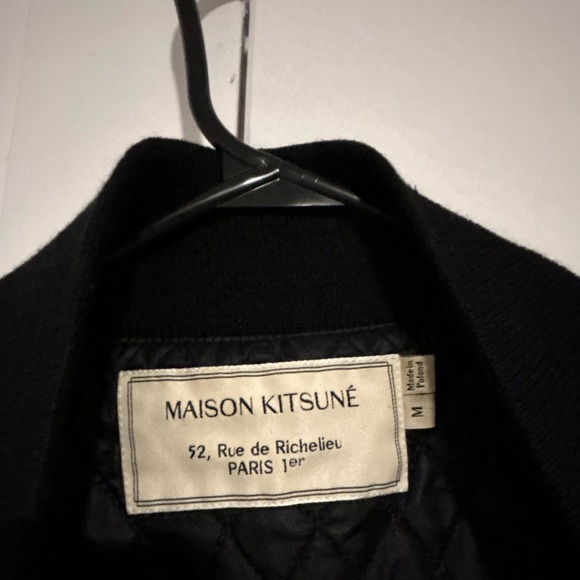 MAISON KITSUNÉ
52, Rue de Richelieu
PARIS 1er
Made in
Poland
M